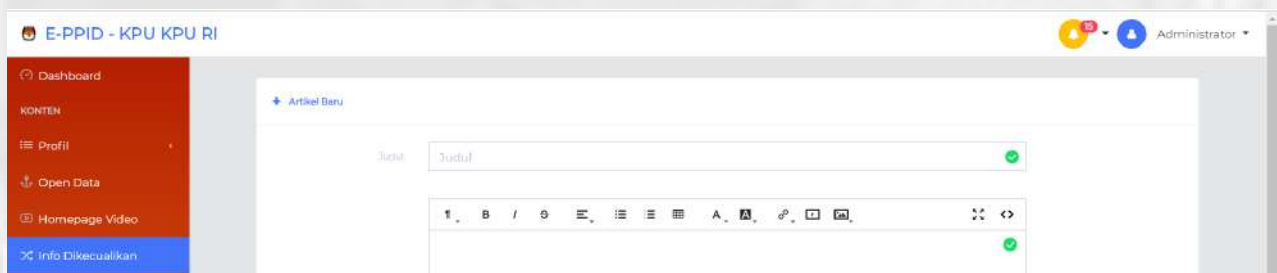 E-PPID - KPU KPU RI
15
Administrator
Dashboard
KONTEN
Profil
Open Data
Homepage Video
Info Dikecualikan
+ Artikel Baru
Judul
Judul
¶ B I S A A <>